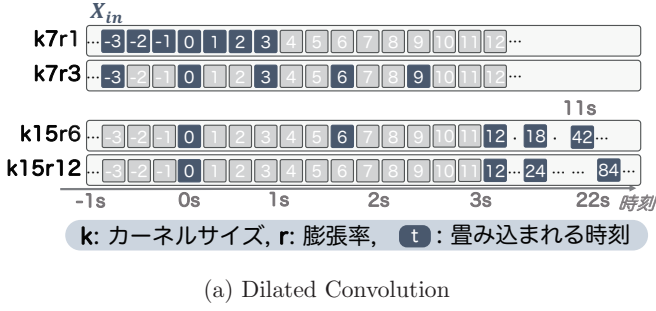 X_in
k7r1 ... -3 -2 -1 0 1 2 3 4 5 6 7 8 9 10 11 12 ...
k7r3 ... -3 -2 -1 0 1 2 3 4 5 6 7 8 9 10 11 12 ...
11s
k15r6 ... -3 -2 -1 0 1 2 3 4 5 6 7 8 9 10 11 12 . 18 . 42 ...
k15r12 ... -3 -2 -1 0 1 2 3 4 5 6 7 8 9 10 11 12 ... 24 ... ... 84 ...
-1s 0s 1s 2s 3s 22s 時刻
k: カーネルサイズ, r: 膨張率, t : 畳み込まれる時刻
(a) Dilated Convolution